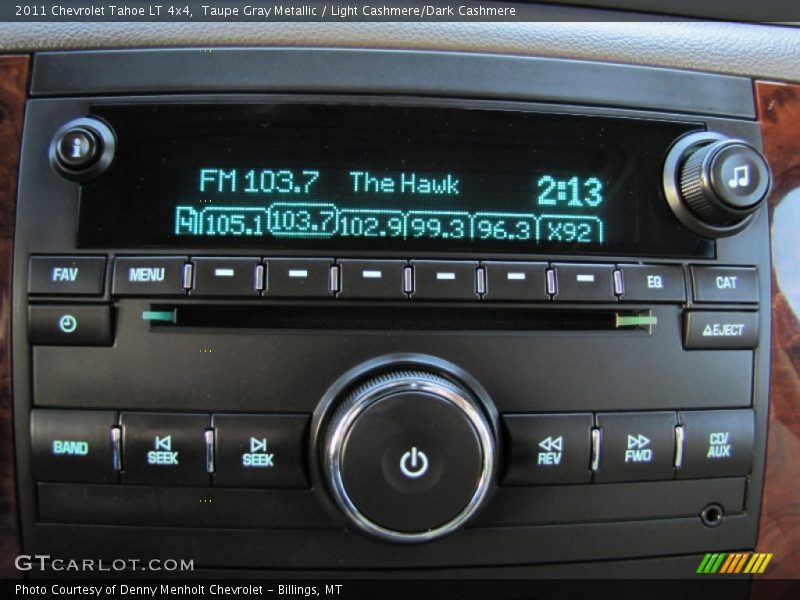 2011 Chevrolet Tahoe LT 4x4, Taupe Gray Metallic / Light Cashmere/Dark Cashmere
FM 103.7 The Hawk 2:13
105.1 103.7 102.9 99.3 96.3 X92
FAV MENU EQ CAT
EJECT
BAND SEEK SEEK REV FWD CD/
AUX
GTCARLOT.COM
Photo Courtesy of Denny Menholt Chevrolet - Billings, MT